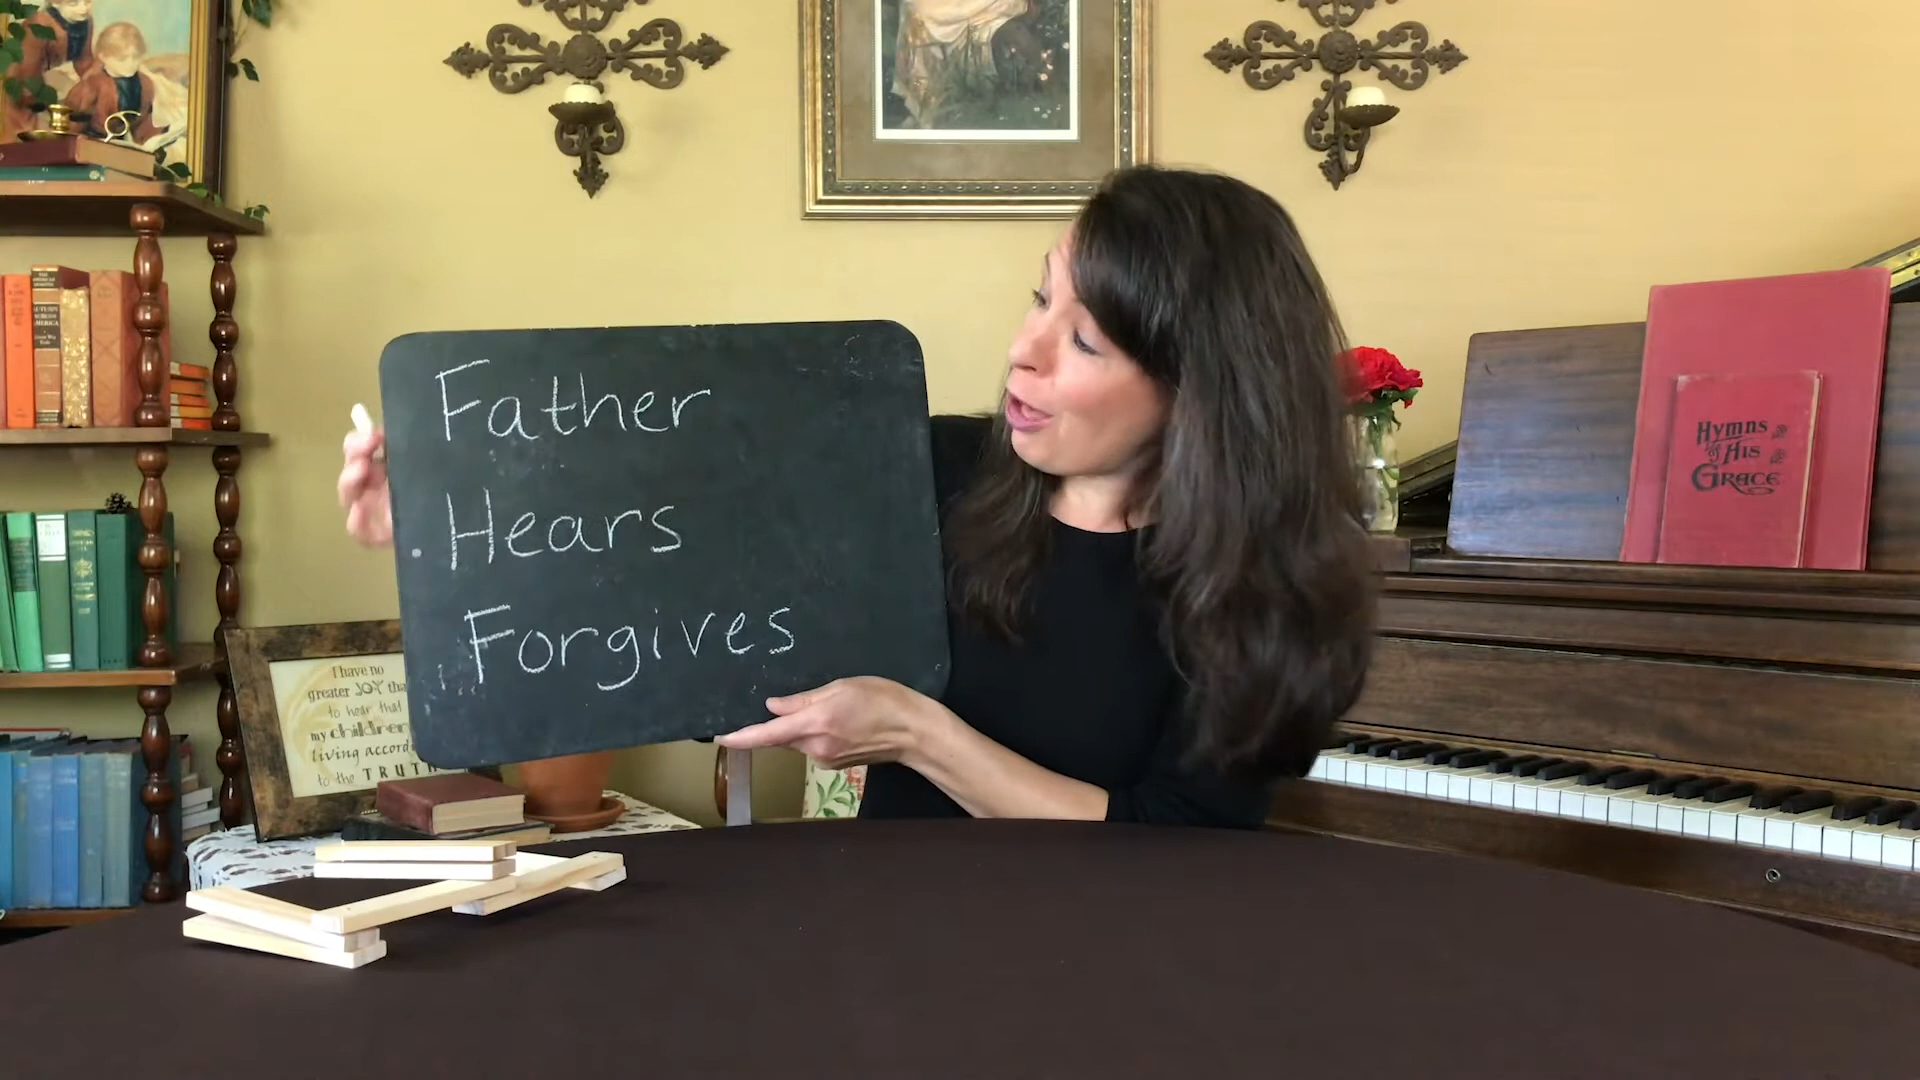 Father
Hears
Forgives
I have no
greater JOY tha
to hear that
my children
living accord
to the TRUTH
Hymns
of His
Grace